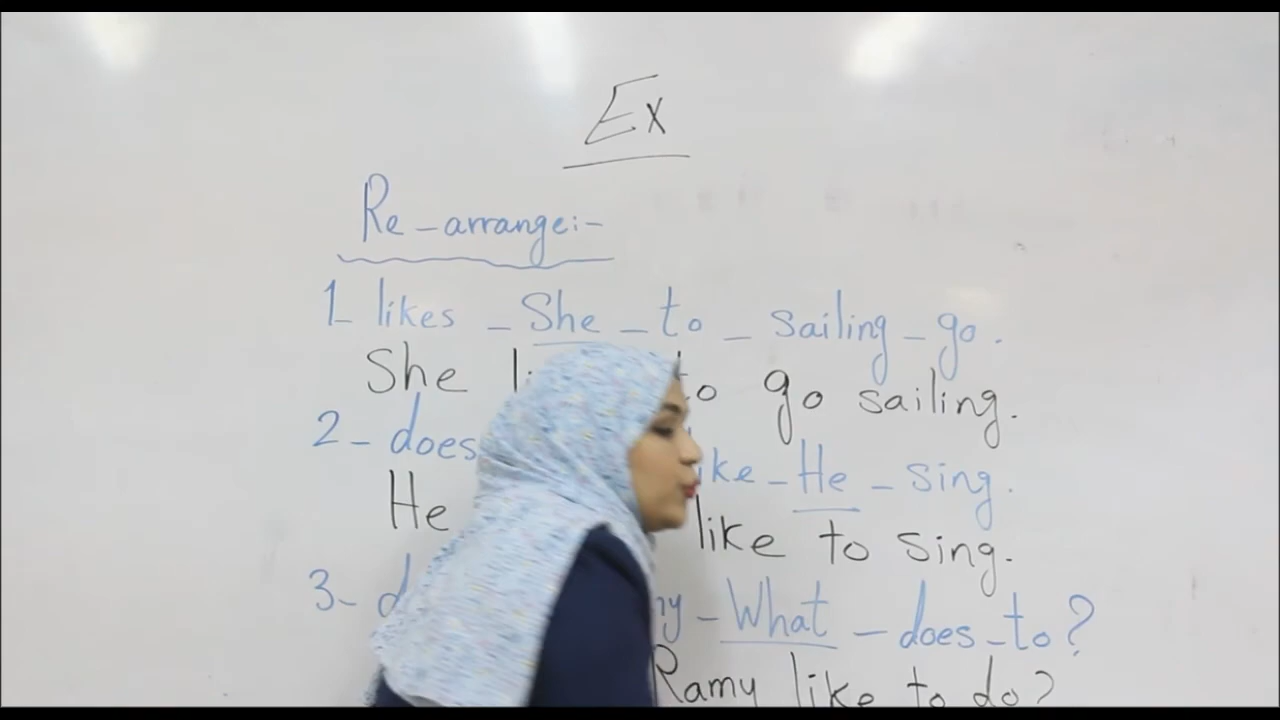 Ex
Re-arrange:-
1- likes - She - to - sailing - go.
She to go sailing.
2- does - He - sing.
He like to sing.
3- - What - does - to?
Ramy like to do?